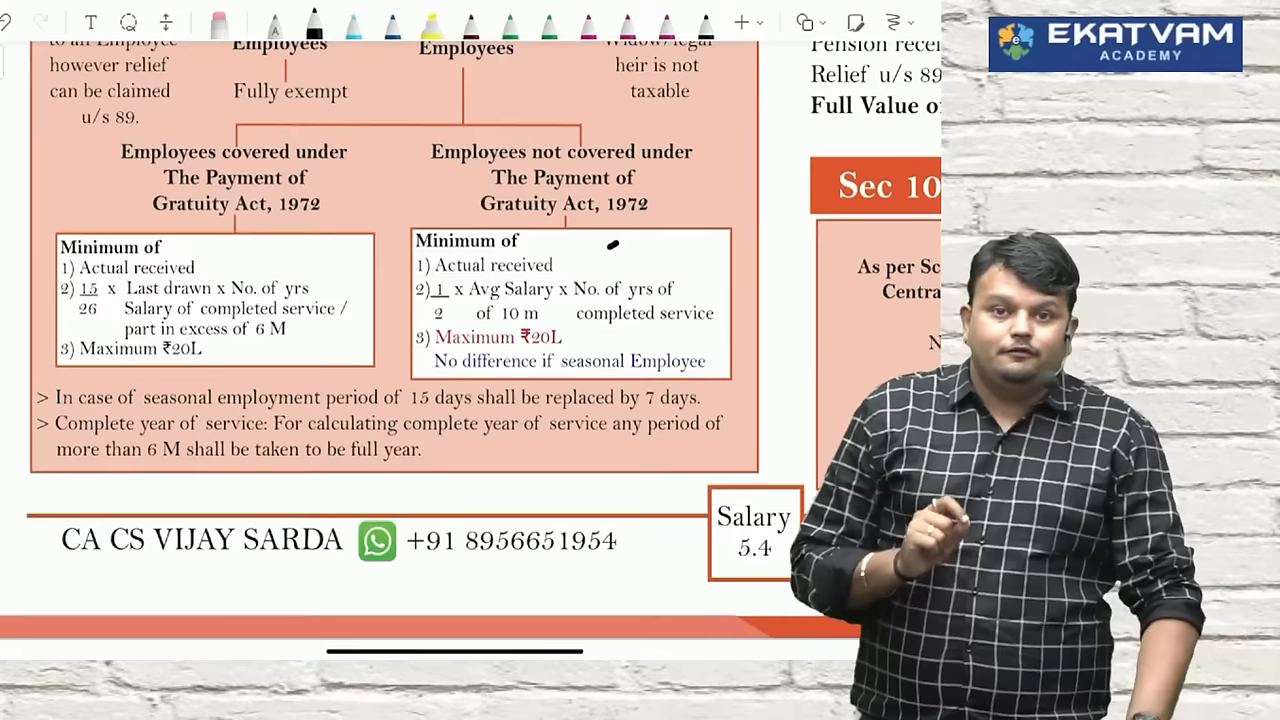 T
A
EKATVAM
ACADEMY
to all Employee
however relief
can be claimed
u/s 89.
Employees
Fully exempt
Employees
Widow/legal
heir is not
taxable
Employees covered under
The Payment of
Gratuity Act, 1972
Minimum of
1) Actual received
2) 15 x Last drawn x No. of yrs
26 Salary of completed service /
part in excess of 6 M
3) Maximum ₹20L
Employees not covered under
The Payment of
Gratuity Act, 1972
Minimum of
1) Actual received
2) 1 x Avg Salary x No. of yrs of
2 of 10 m completed service
3) Maximum ₹20L
No difference if seasonal Employee
> In case of seasonal employment period of 15 days shall be replaced by 7 days.
> Complete year of service: For calculating complete year of service any period of
more than 6 M shall be taken to be full year.
CA CS VIJAY SARDA +91 8956651954
Salary
5.4
Pension
Relief u/s 89
Full Value
Sec 10
As per